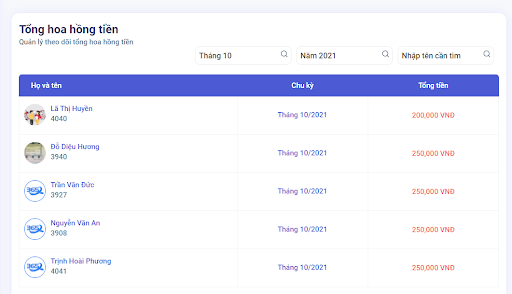 Tổng hoa hồng tiền
Quản lý theo dõi tổng hoa hồng tiền
Tháng 10 Năm 2021 Nhập tên cần tìm
Họ và tên Chu kỳ Tổng tiền
Lã Thị Huyền
4040
Tháng 10/2021 200,000 VNĐ
Đỗ Diệu Hương
3940
Tháng 10/2021 250,000 VNĐ
Trần Văn Đức
3927
Tháng 10/2021 250,000 VNĐ
Nguyễn Văn An
3908
Tháng 10/2021 250,000 VNĐ
Trịnh Hoài Phương
4041
Tháng 10/2021 250,000 VNĐ